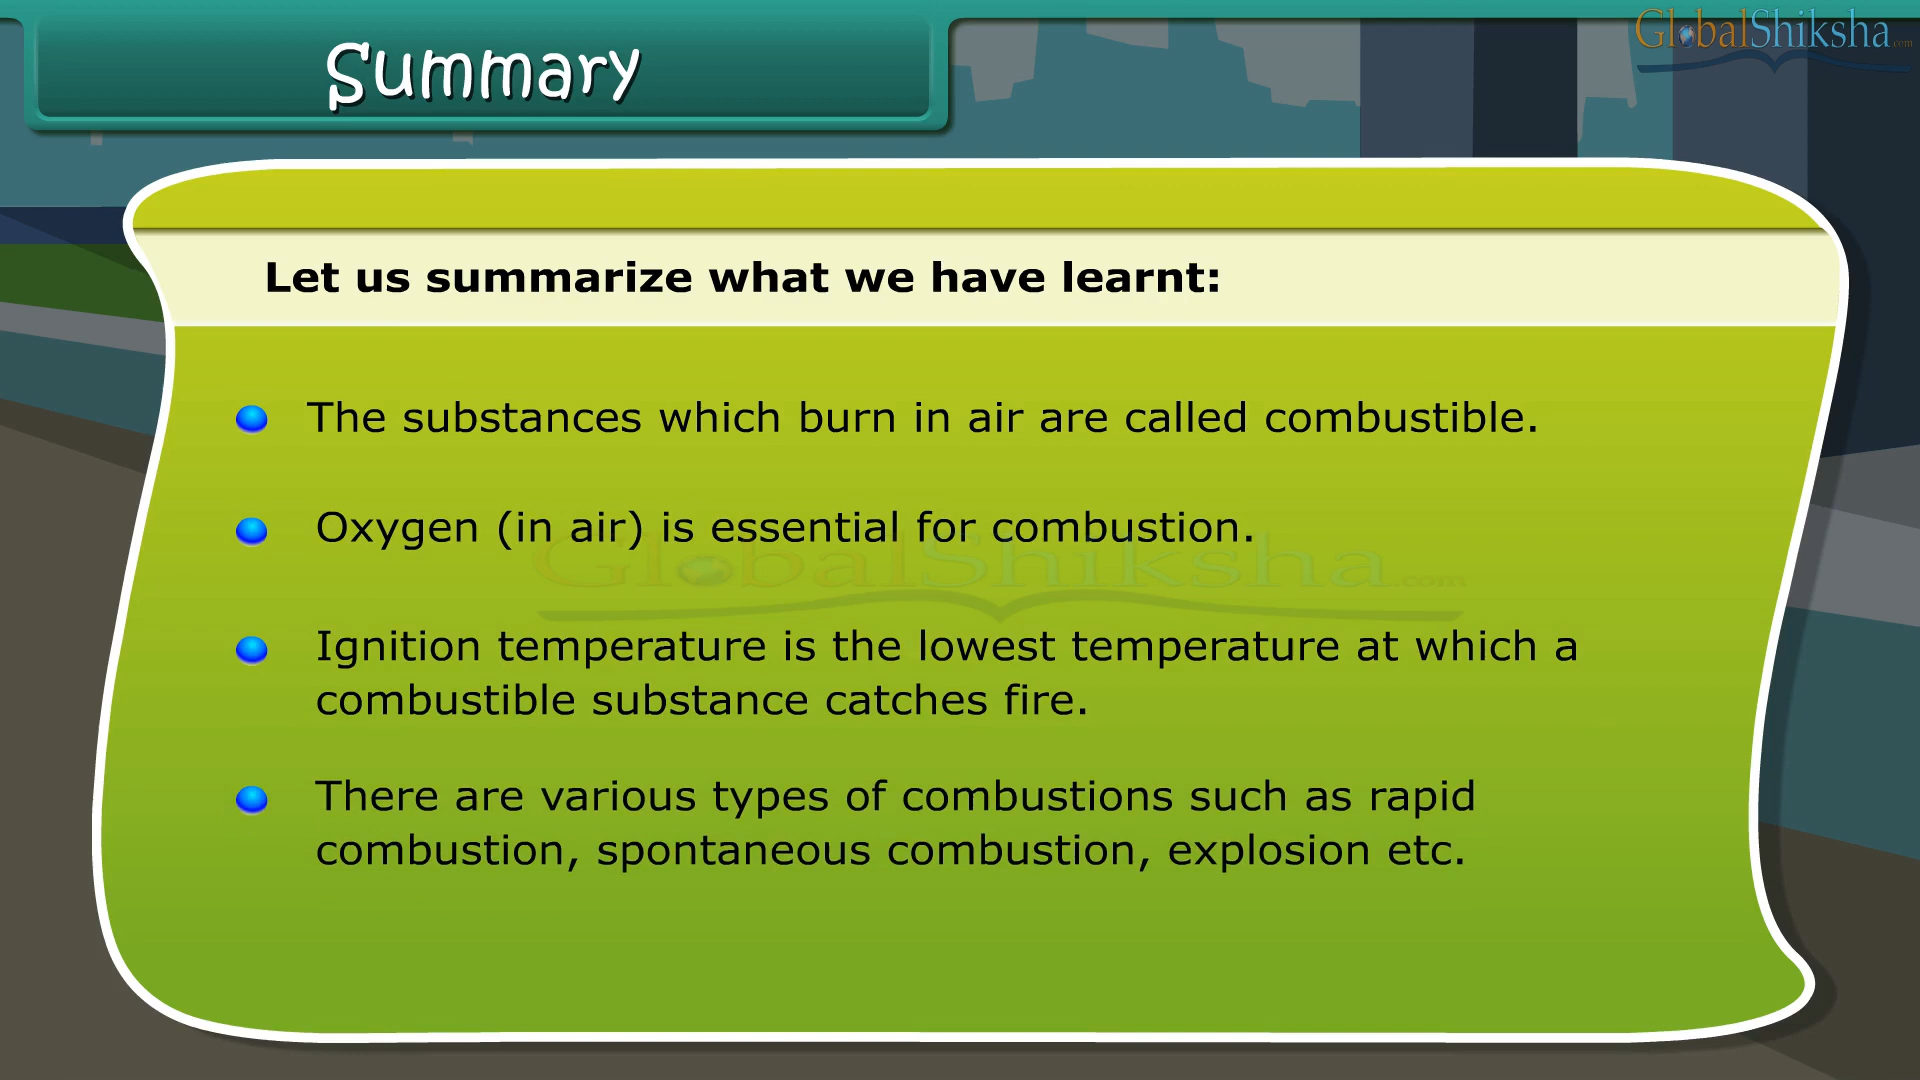 Summary
GlobalShiksha.com
Let us summarize what we have learnt:
The substances which burn in air are called combustible.
Oxygen (in air) is essential for combustion.
GlobalShiksha.com
Ignition temperature is the lowest temperature at which a
combustible substance catches fire.
There are various types of combustions such as rapid
combustion, spontaneous combustion, explosion etc.